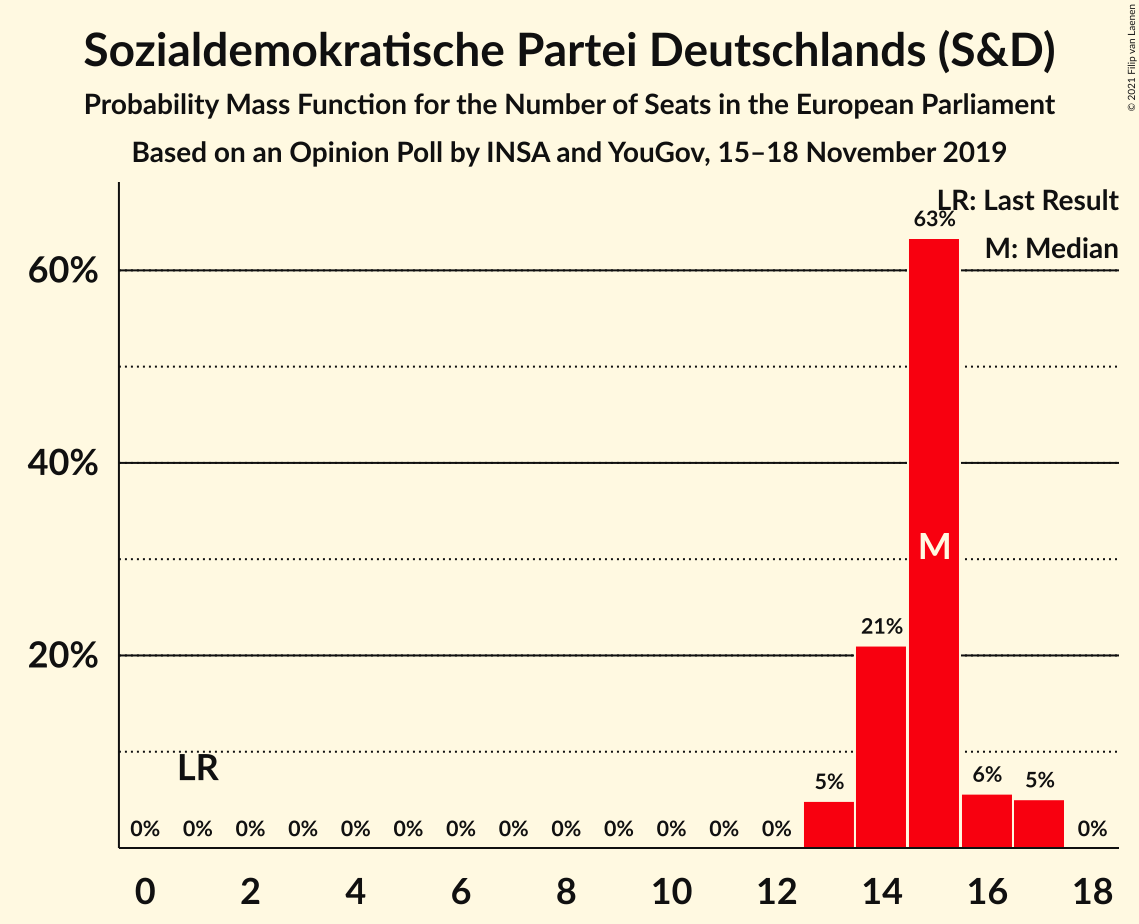 Sozialdemokratische Partei Deutschlands (S&D)
Probability Mass Function for the Number of Seats in the European Parliament
Based on an Opinion Poll by INSA and YouGov, 15–18 November 2019
© 2021 Filip van Laenen
LR: Last Result
M: Median
63%
60%
40%
M
21%
20%
LR
5% 6% 5%
0% 0% 0% 0% 0% 0% 0% 0% 0% 0% 0% 0% 0% 0%
0 2 4 6 8 10 12 14 16 18